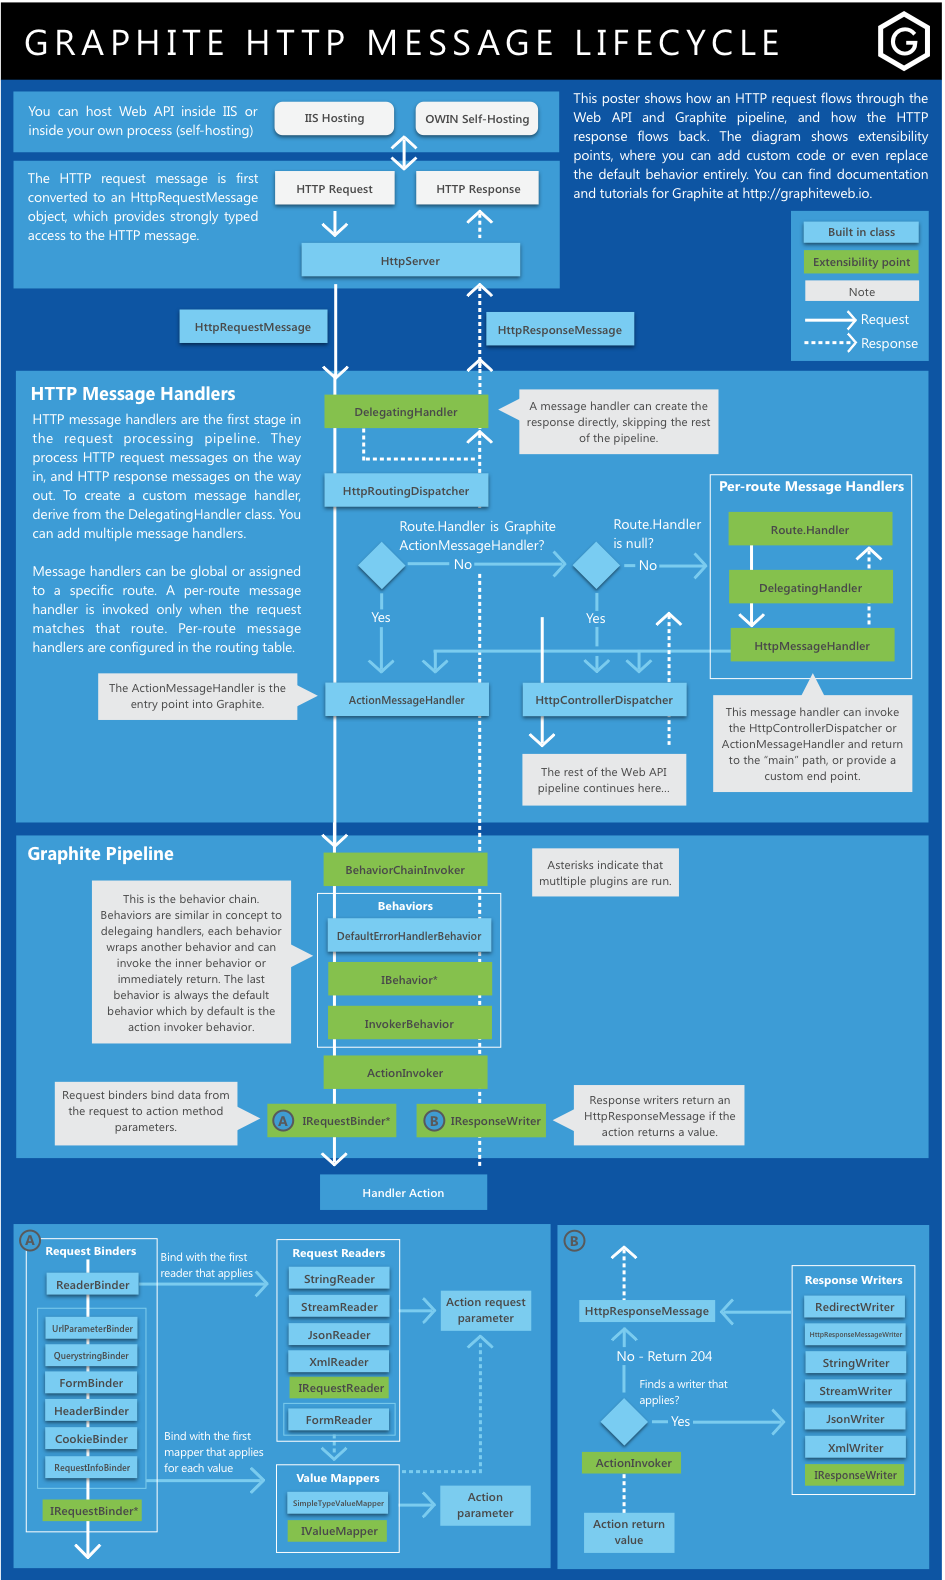 GRAPHITE HTTP MESSAGE LIFECYCLE
G
You can host Web API inside IIS or
inside your own process (self-hosting)
IIS Hosting
OWIN Self-Hosting
This poster shows how an HTTP request flows through the
Web API and Graphite pipeline, and how the HTTP
response flows back. The diagram shows extensibility
points, where you can add custom code or even replace
the default behavior entirely. You can find documentation
and tutorials for Graphite at http://graphiteweb.io.
The HTTP request message is first
converted to an HttpRequestMessage
object, which provides strongly typed
access to the HTTP message.
HTTP Request
HTTP Response
HttpServer
Built in class
Extensibility point
Note
Request
Response
HttpRequestMessage
HttpResponseMessage
HTTP Message Handlers
HTTP message handlers are the first stage in
the request processing pipeline. They
process HTTP request messages on the way
in, and HTTP response messages on the way
out. To create a custom message handler,
derive from the DelegatingHandler class. You
can add multiple message handlers.
Message handlers can be global or assigned
to a specific route. A per-route message
handler is invoked only when the request
matches that route. Per-route message
handlers are configured in the routing table.
DelegatingHandler
A message handler can create the
response directly, skipping the rest
of the pipeline.
HttpRoutingDispatcher
Route.Handler is Graphite
ActionMessageHandler?
No
Yes
Route.Handler
is null?
No
Yes
Per-route Message Handlers
Route.Handler
DelegatingHandler
HttpMessageHandler
The ActionMessageHandler is the
entry point into Graphite.
ActionMessageHandler
HttpControllerDispatcher
This message handler can invoke
the HttpControllerDispatcher or
ActionMessageHandler and return
to the "main" path, or provide a
custom end point.
The rest of the Web API
pipeline continues here...
Graphite Pipeline
BehaviorChainInvoker
Asterisks indicate that
mutltiple plugins are run.
This is the behavior chain.
Behaviors are similar in concept to
delegaing handlers, each behavior
wraps another behavior and can
invoke the inner behavior or
immediately return. The last
behavior is always the default
behavior which by default is the
action invoker behavior.
Behaviors
DefaultErrorHandlerBehavior
IBehavior*
InvokerBehavior
ActionInvoker
Request binders bind data from
the request to action method
parameters.
A IRequestBinder*
B IResponseWriter
Response writers return an
HttpResponseMessage if the
action returns a value.
Handler Action
A
Request Binders
ReaderBinder
UrlParameterBinder
QuerystringBinder
FormBinder
HeaderBinder
CookieBinder
RequestInfoBinder
IRequestBinder*
Bind with the first
reader that applies
Bind with the first
mapper that applies
for each value
Request Readers
StringReader
StreamReader
JsonReader
XmlReader
IRequestReader
FormReader
Value Mappers
SimpleTypeValueMapper
IValueMapper
Action request
parameter
Action
parameter
B
HttpResponseMessage
No - Return 204
Finds a writer that
applies?
Yes
ActionInvoker
Action return
value
Response Writers
RedirectWriter
HttpResponseMessageWriter
StringWriter
StreamWriter
JsonWriter
XmlWriter
IResponseWriter